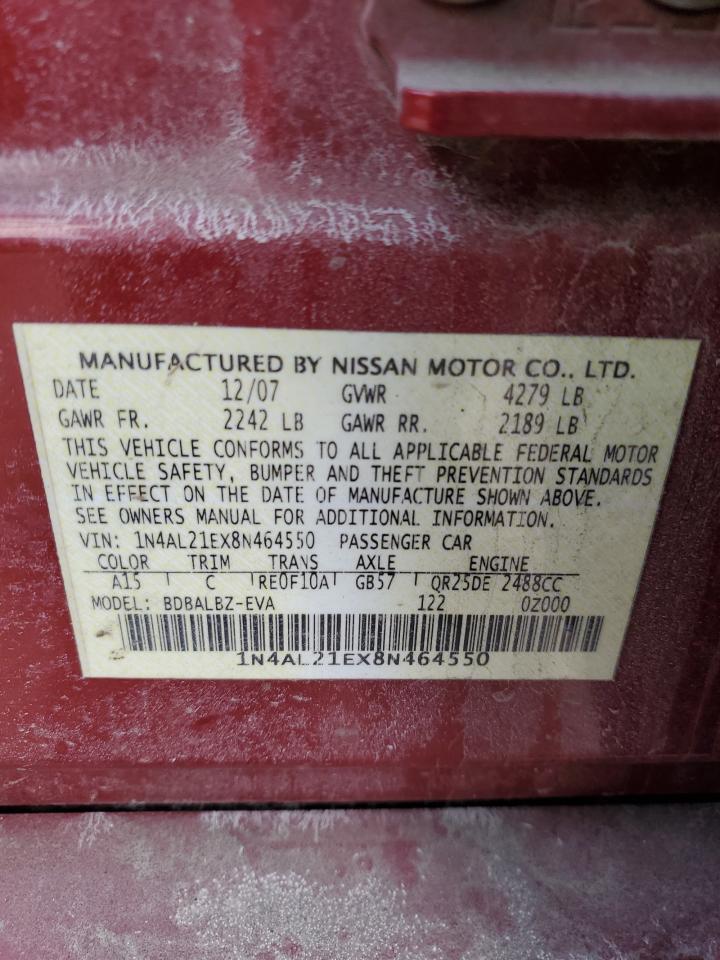 MANUFACTURED BY NISSAN MOTOR CO., LTD.
DATE 12/07 GVWR 4279 LB
GAWR FR. 2242 LB GAWR RR. 2189 LB
THIS VEHICLE CONFORMS TO ALL APPLICABLE FEDERAL MOTOR
VEHICLE SAFETY, BUMPER AND THEFT PREVENTION STANDARDS
IN EFFECT ON THE DATE OF MANUFACTURE SHOWN ABOVE.
SEE OWNERS MANUAL FOR ADDITIONAL INFORMATION.
VIN: 1N4AL21EX8N464550 PASSENGER CAR
COLOR TRIM TRANS AXLE ENGINE
A15 C RE0F10A GB57 QR25DE 2488CC
MODEL: BDBALBZ-EVA 122 0Z000
1N4AL21EX8N464550